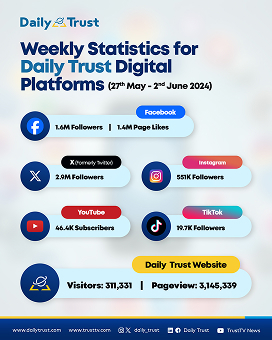 Daily Trust
Weekly Statistics for
Daily Trust Digital
Platforms (27th May - 2nd June 2024)
Facebook
1.6M Followers | 1.4M Page Likes
X (Formerly Twitter)
2.9M Followers
Instagram
551K Followers
YouTube
46.4K Subscribers
TikTok
19.7K Followers
Daily Trust Website
Visitors: 311,331 | Pageview: 3,145,339
www.dailytrust.com | www.trusttv.com daily_trust Daily Trust TrustTV News